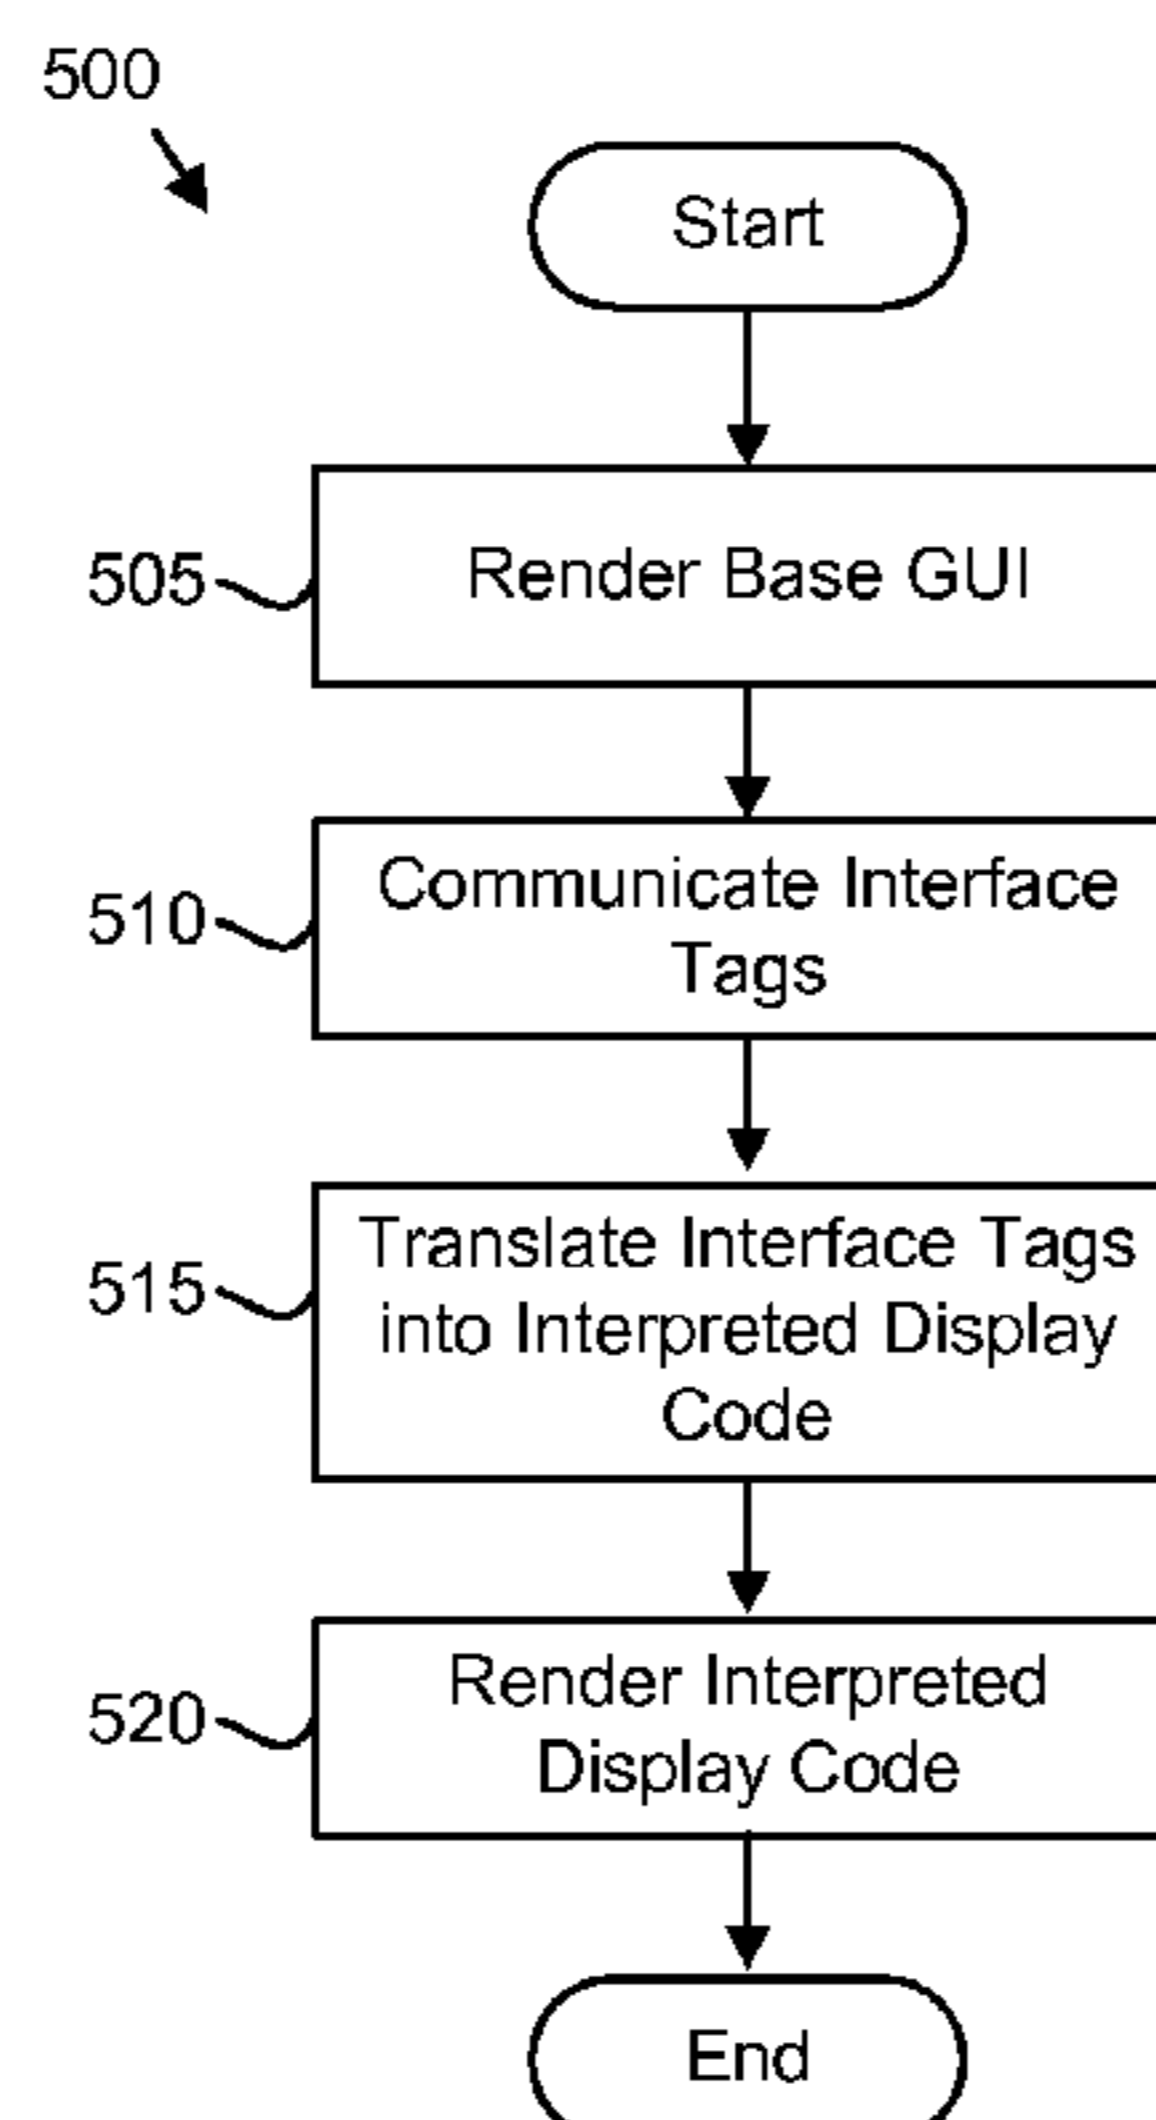 500
Start
505
Render Base GUI
510
Communicate Interface
Tags
515
Translate Interface Tags
into Interpreted Display
Code
520
Render Interpreted
Display Code
End